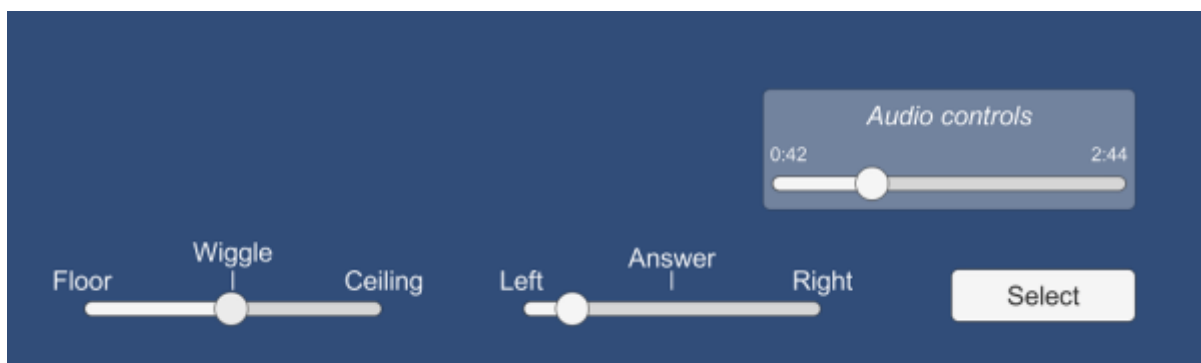 Audio controls
0:42 2:44
Wiggle
Floor Ceiling
Answer
Left Right
Select